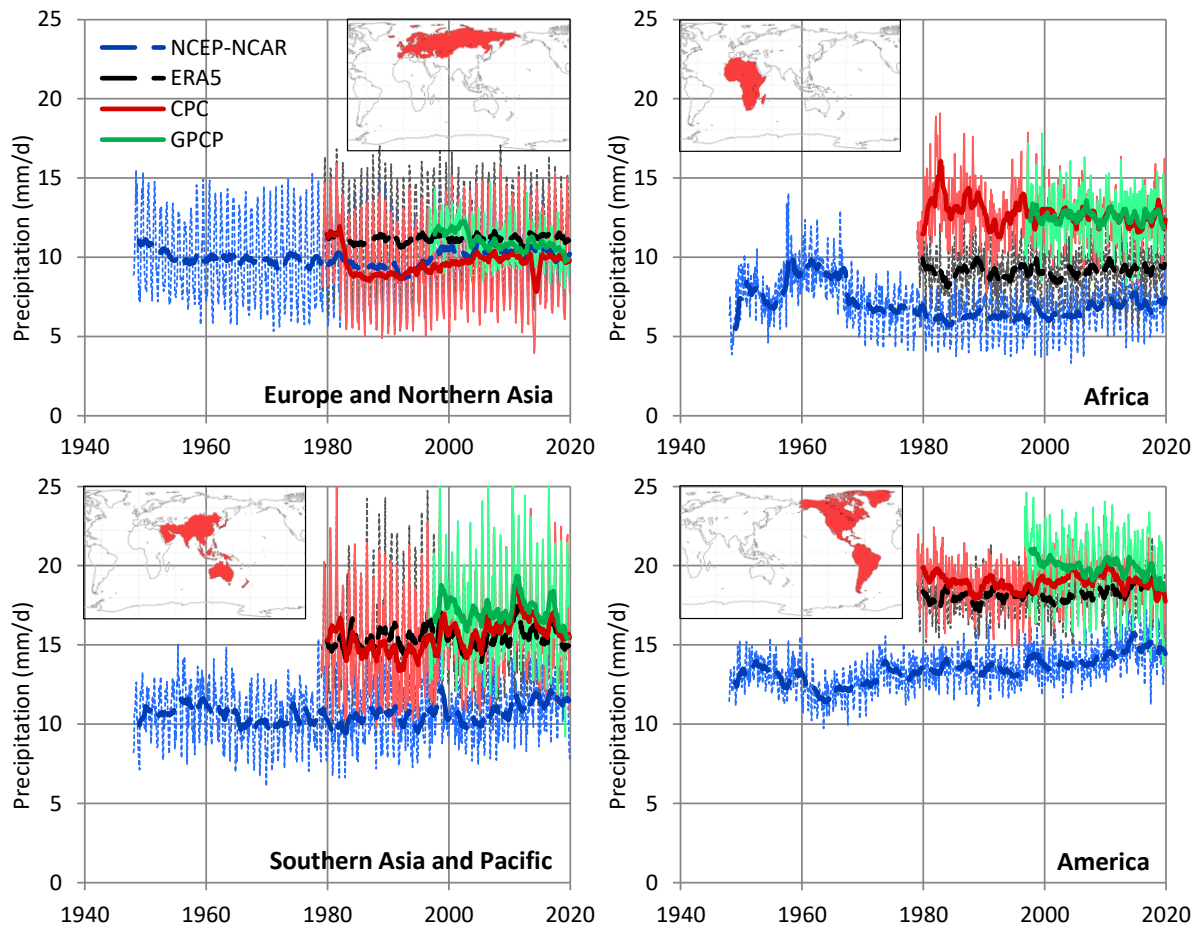 25
20
15
10
5
0
Precipitation (mm/d)
NCEP-NCAR
ERA5
CPC
GPCP
Europe and Northern Asia
1940 1960 1980 2000 2020
25
20
15
10
5
0
Precipitation (mm/d)
Africa
1940 1960 1980 2000 2020
25
20
15
10
5
0
Precipitation (mm/d)
Southern Asia and Pacific
1940 1960 1980 2000 2020
25
20
15
10
5
0
Precipitation (mm/d)
America
1940 1960 1980 2000 2020